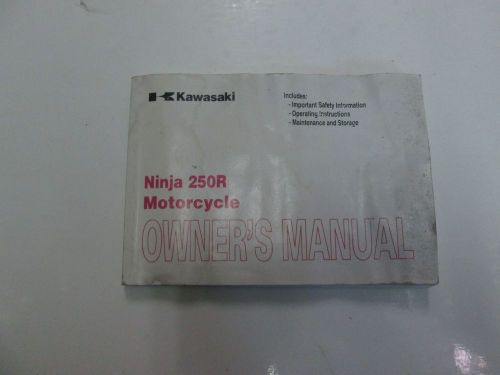 Kawasaki
Includes:
- Important Safety Information
- Operating Instructions
- Maintenance and Storage
Ninja 250R
Motorcycle
OWNER'S MANUAL